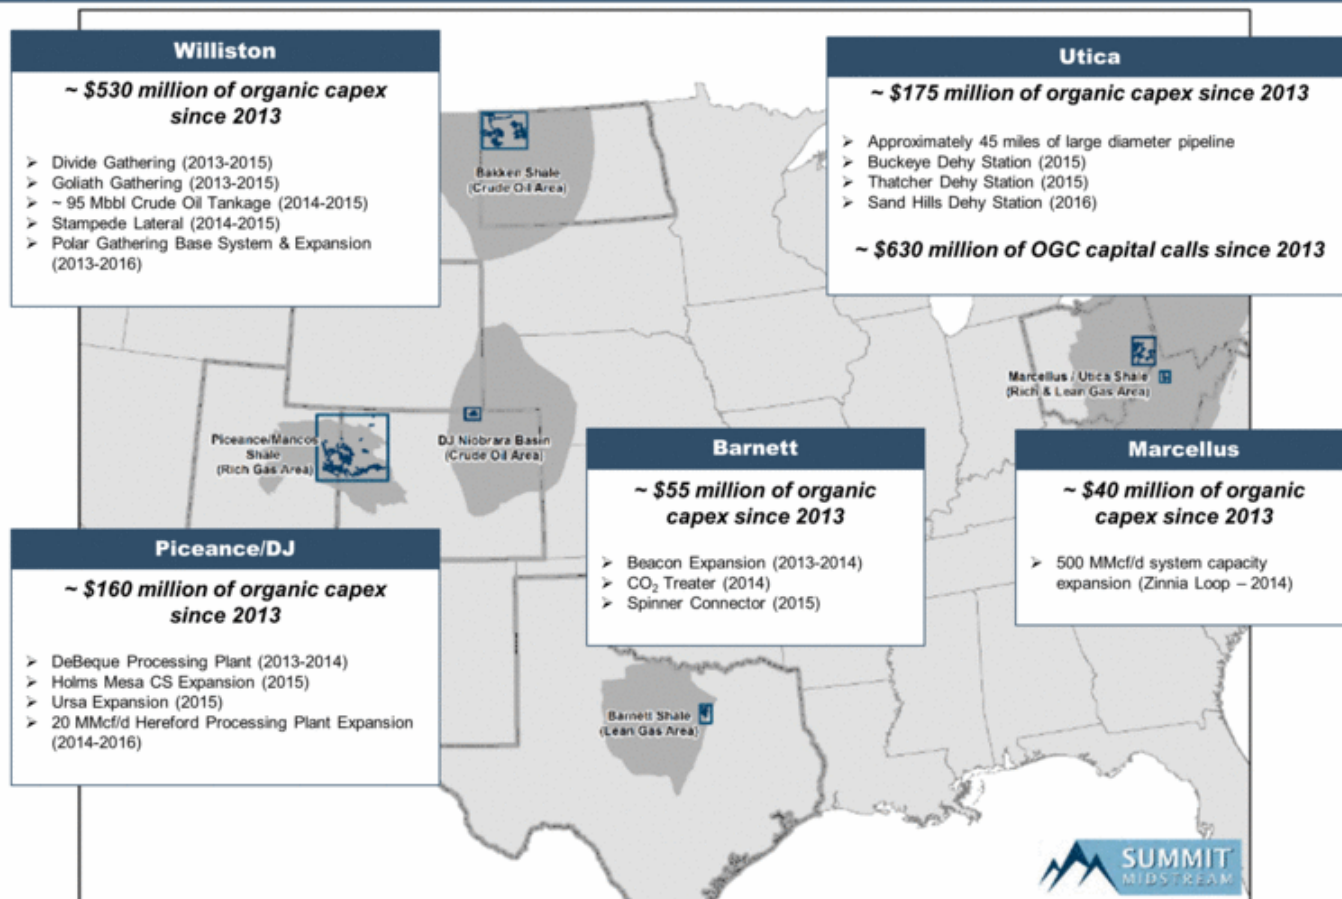 Williston
~ $530 million of organic capex
since 2013
➢ Divide Gathering (2013-2015)
➢ Goliath Gathering (2013-2015)
➢ ~ 95 Mbbl Crude Oil Tankage (2014-2015)
➢ Stampede Lateral (2014-2015)
➢ Polar Gathering Base System & Expansion
(2013-2016)
Utica
~ $175 million of organic capex since 2013
➢ Approximately 45 miles of large diameter pipeline
➢ Buckeye Dehy Station (2015)
➢ Thatcher Dehy Station (2015)
➢ Sand Hills Dehy Station (2016)
~ $630 million of OGC capital calls since 2013
Bakken Shale
(Crude Oil Area)
Marcellus / Utica Shale
(Rich & Lean Gas Area)
Piceance/Mancos
Shale
(Rich Gas Area)
DJ Niobrara Basin
(Crude Oil Area)
Barnett
~ $55 million of organic
capex since 2013
➢ Beacon Expansion (2013-2014)
➢ CO₂ Treater (2014)
➢ Spinner Connector (2015)
Marcellus
~ $40 million of organic
capex since 2013
➢ 500 MMcf/d system capacity
expansion (Zinnia Loop – 2014)
Piceance/DJ
~ $160 million of organic capex
since 2013
➢ DeBeque Processing Plant (2013-2014)
➢ Holms Mesa CS Expansion (2015)
➢ Ursa Expansion (2015)
➢ 20 MMcf/d Hereford Processing Plant Expansion
(2014-2016)
Barnett Shale
(Lean Gas Area)
SUMMIT
MIDSTREAM